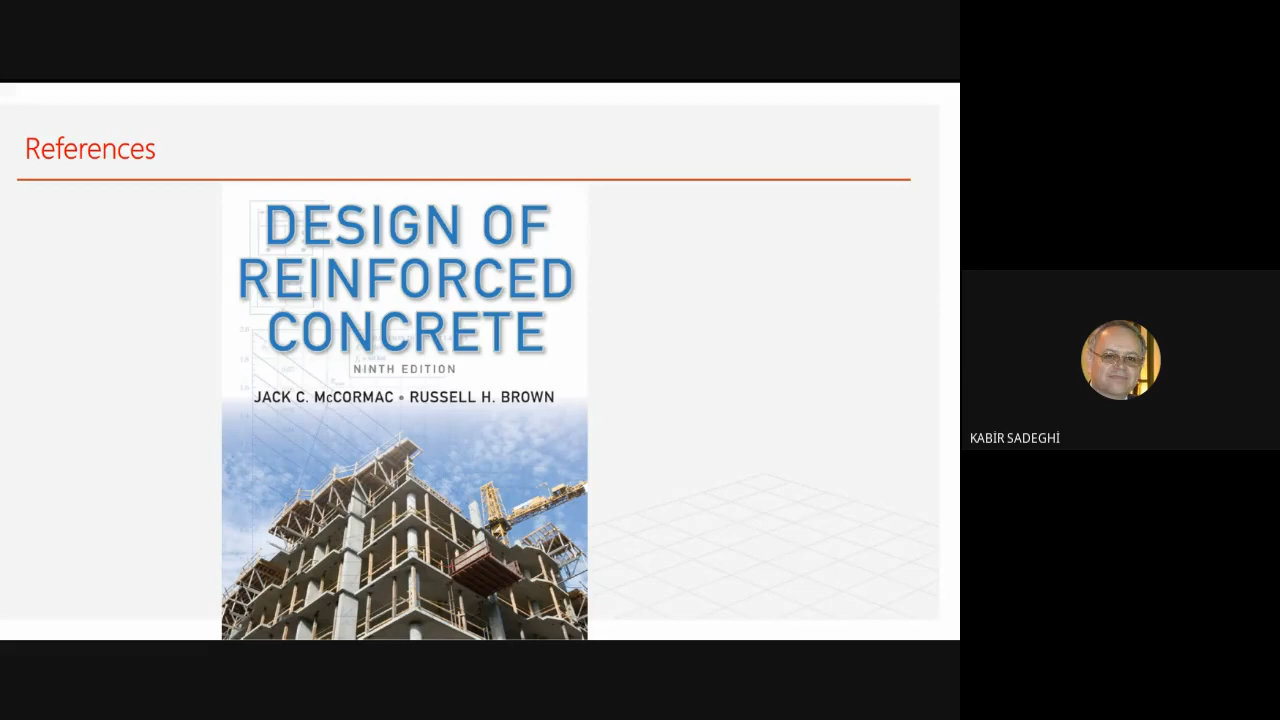 References
DESIGN OF
REINFORCED
CONCRETE
NINTH EDITION
JACK C. McCORMAC • RUSSELL H. BROWN
KABİR SADEGHİ